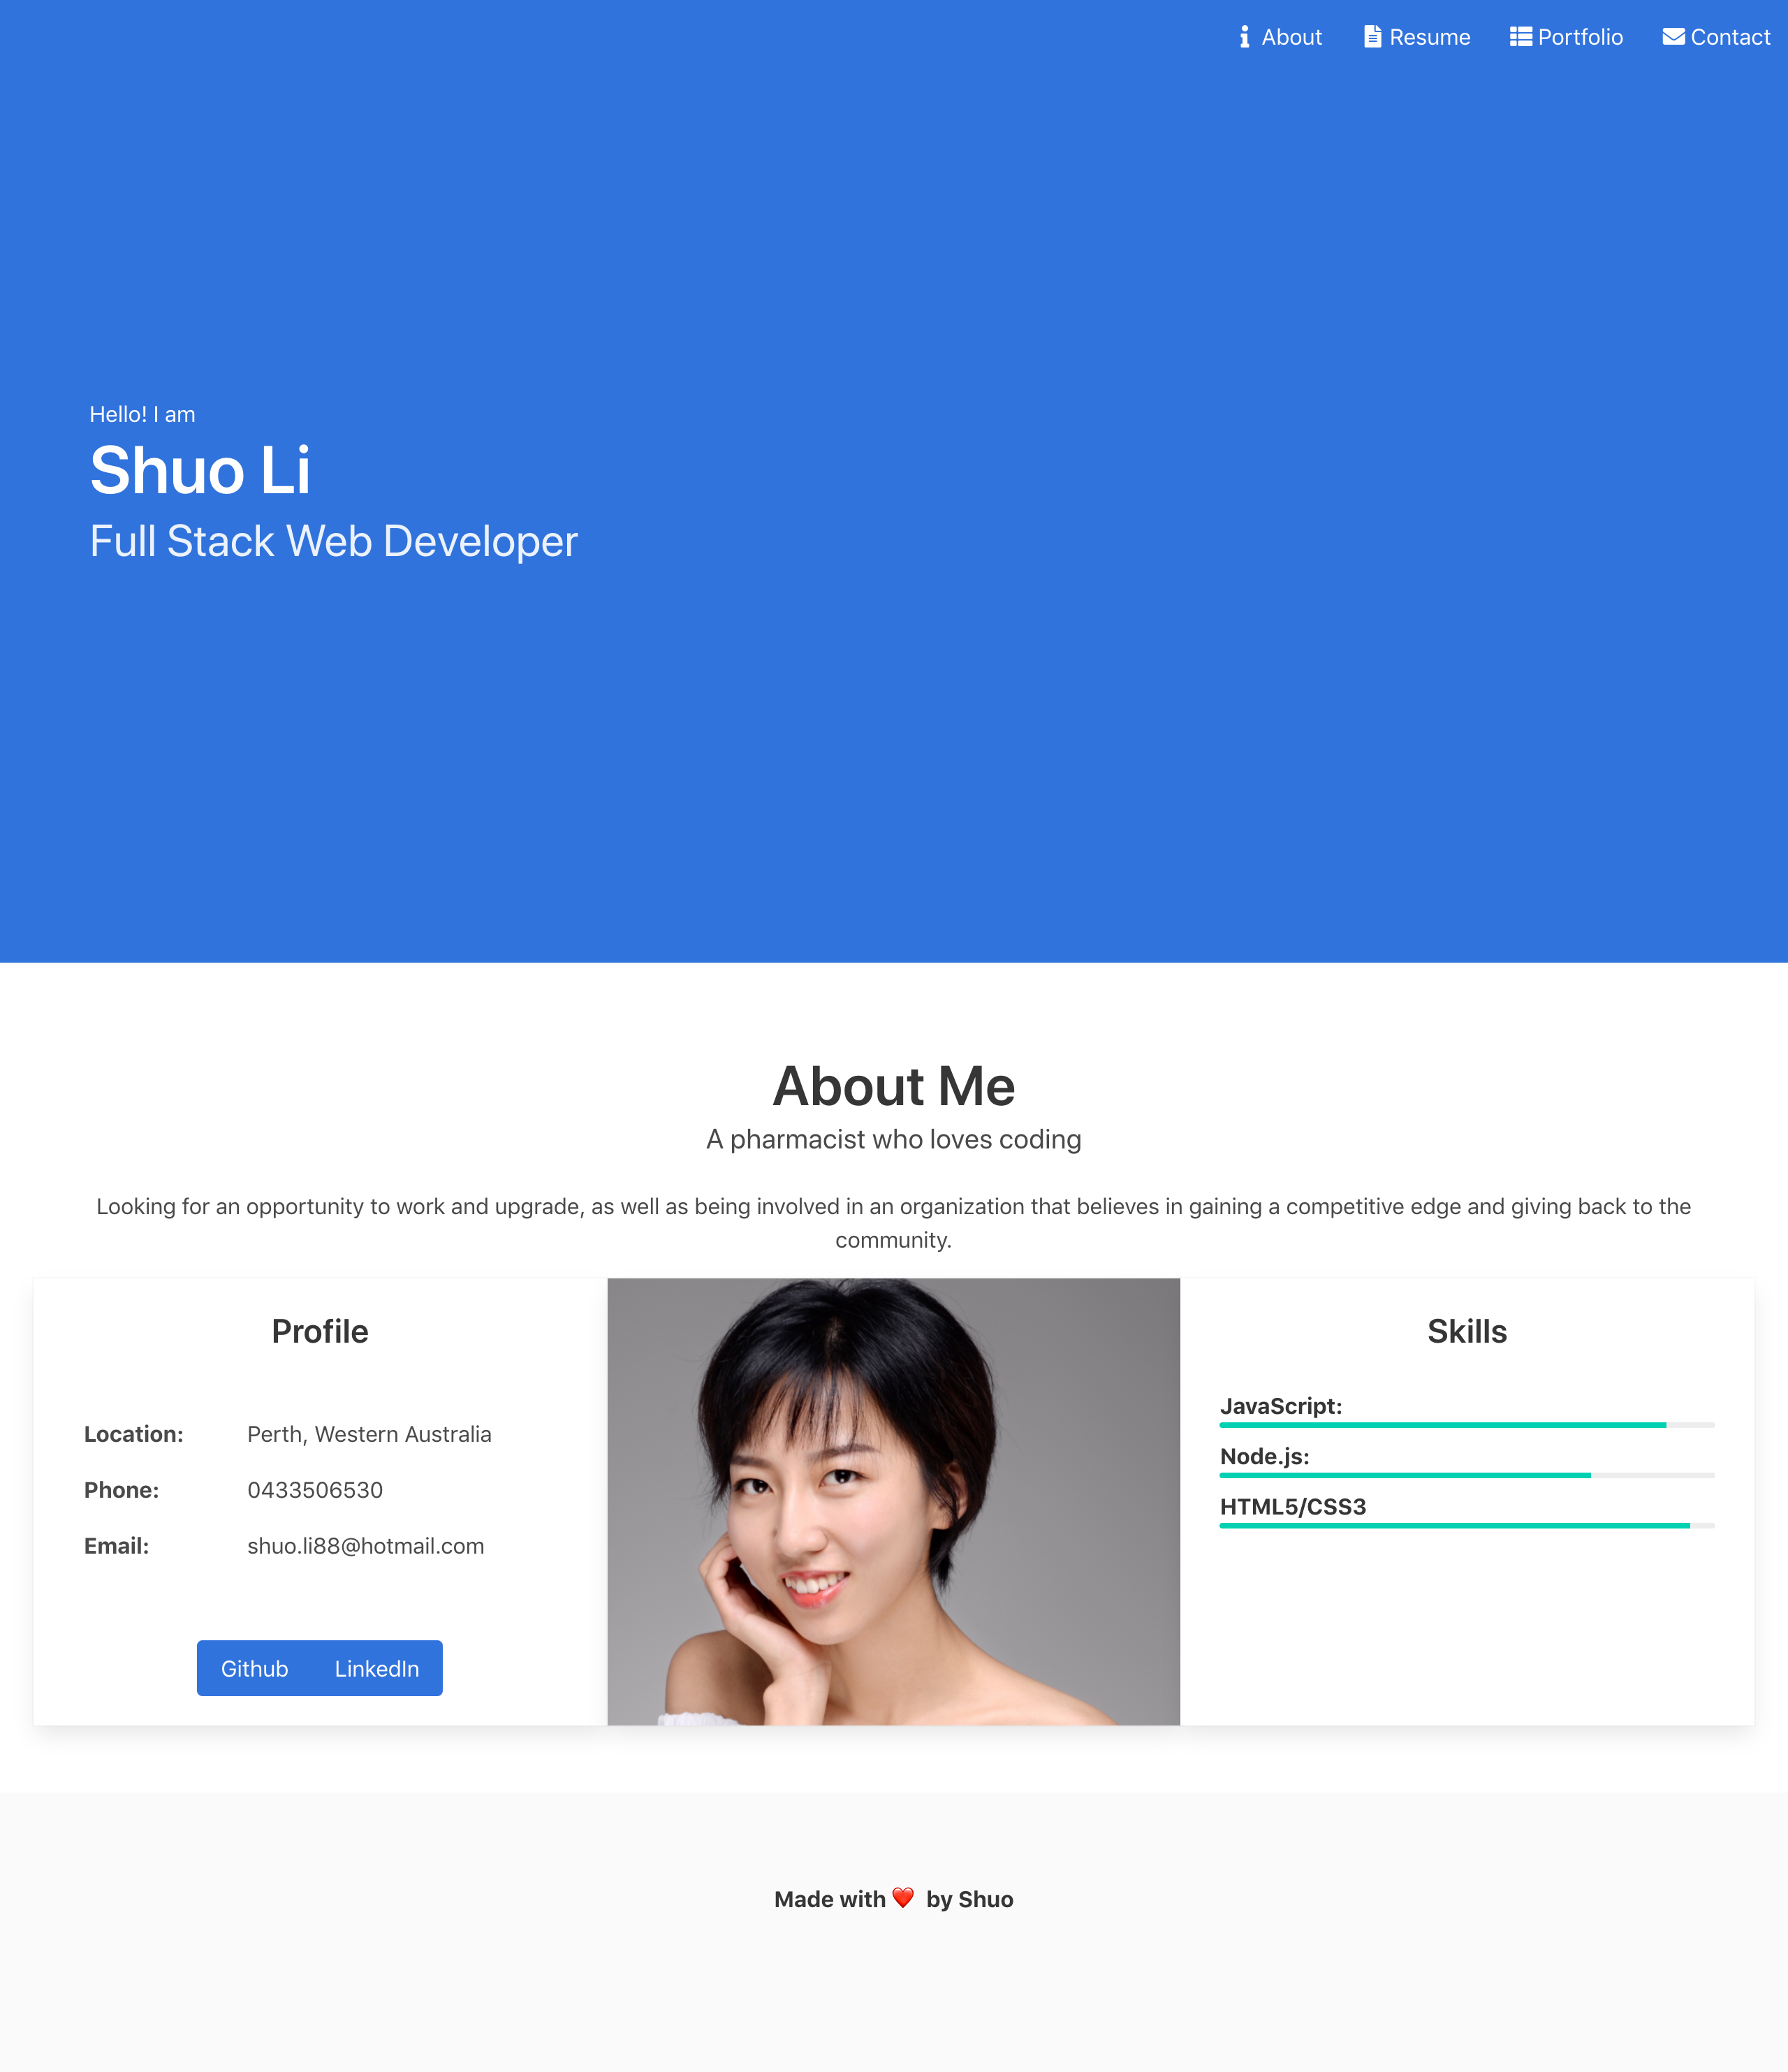 About Resume Portfolio Contact
Hello! I am
Shuo Li
Full Stack Web Developer
About Me
A pharmacist who loves coding
Looking for an opportunity to work and upgrade, as well as being involved in an organization that believes in gaining a competitive edge and giving back to the
community.
Profile
Location: Perth, Western Australia
Phone: 0433506530
Email: shuo.li88@hotmail.com
Github LinkedIn
Skills
JavaScript:
Node.js:
HTML5/CSS3
Made with ❤️ by Shuo